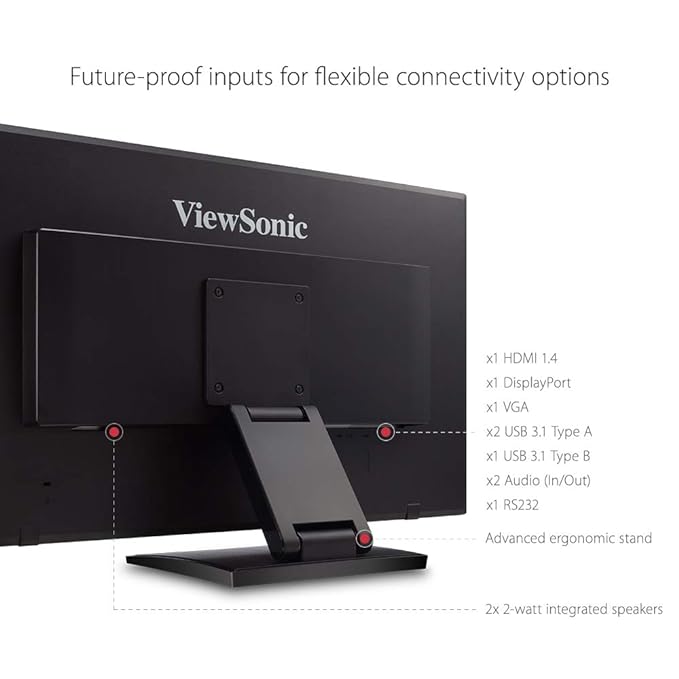 Future-proof inputs for flexible connectivity options
ViewSonic
x1 HDMI 1.4
x1 DisplayPort
x1 VGA
x2 USB 3.1 Type A
x1 USB 3.1 Type B
x2 Audio (In/Out)
x1 RS232
Advanced ergonomic stand
2x 2-watt integrated speakers